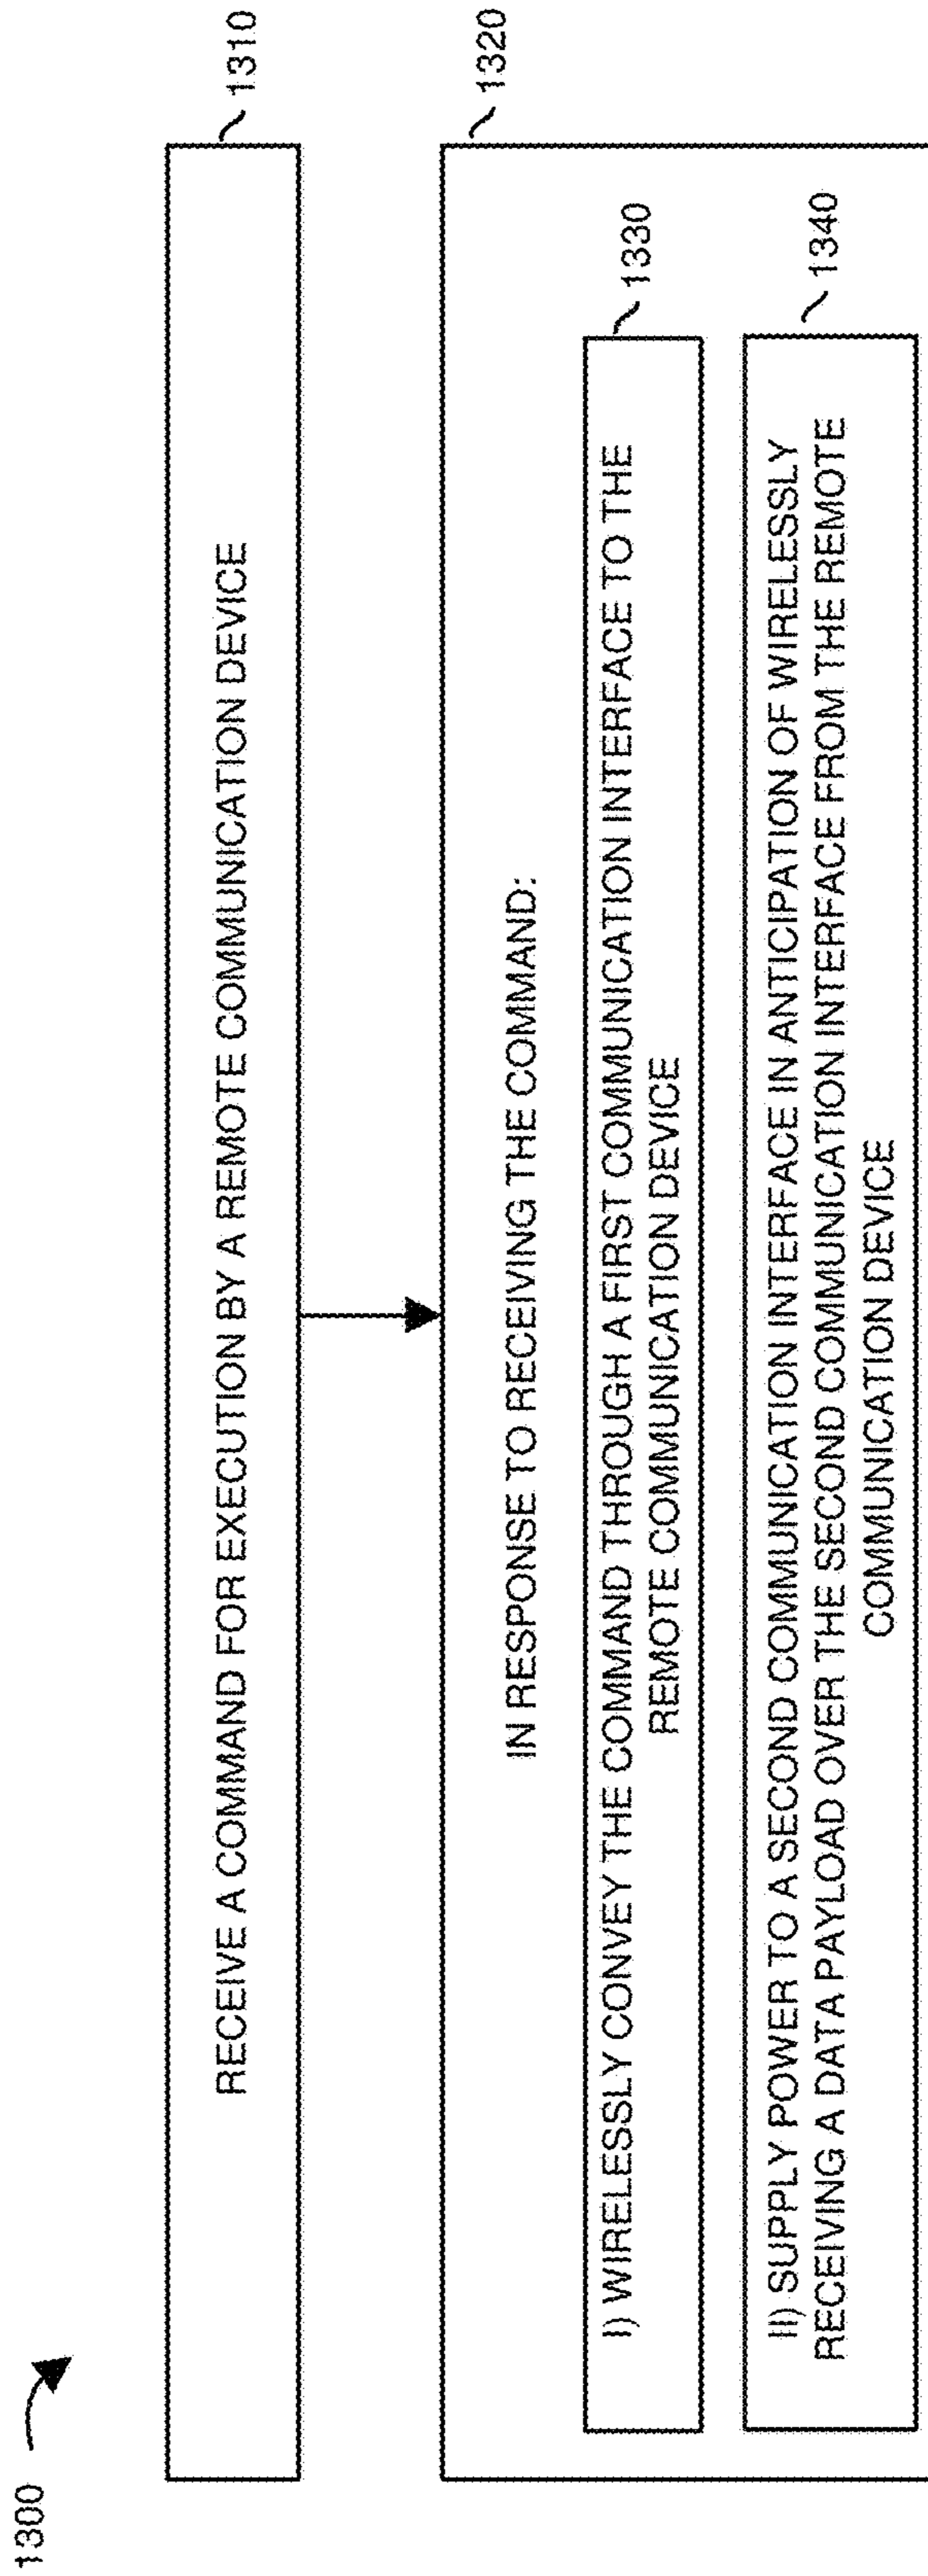 1300
RECEIVE A COMMAND FOR EXECUTION BY A REMOTE COMMUNICATION DEVICE
1310
1320
IN RESPONSE TO RECEIVING THE COMMAND:
I) WIRELESSLY CONVEY THE COMMAND THROUGH A FIRST COMMUNICATION INTERFACE TO THE
REMOTE COMMUNICATION DEVICE
1330
II) SUPPLY POWER TO A SECOND COMMUNICATION INTERFACE IN ANTICIPATION OF WIRELESSLY
RECEIVING A DATA PAYLOAD OVER THE SECOND COMMUNICATION INTERFACE FROM THE REMOTE
COMMUNICATION DEVICE
1340